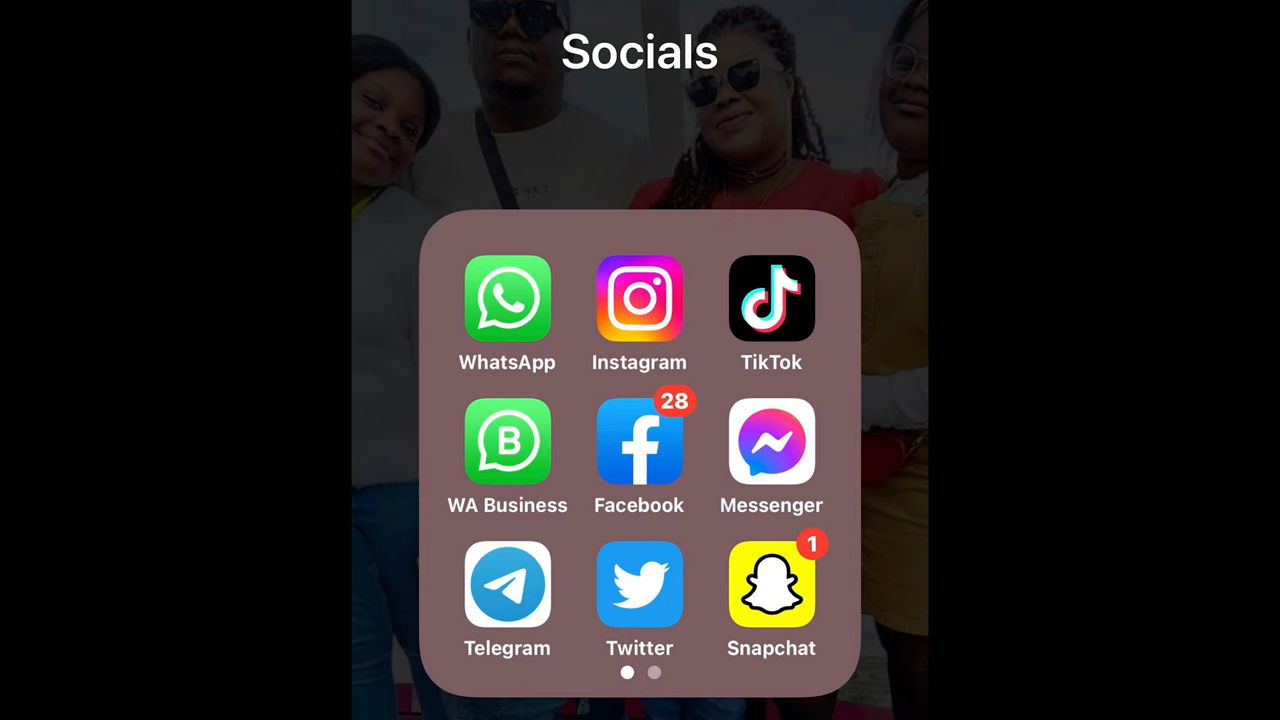 Socials
WhatsApp Instagram TikTok
28
WA Business Facebook Messenger
1
Telegram Twitter Snapchat